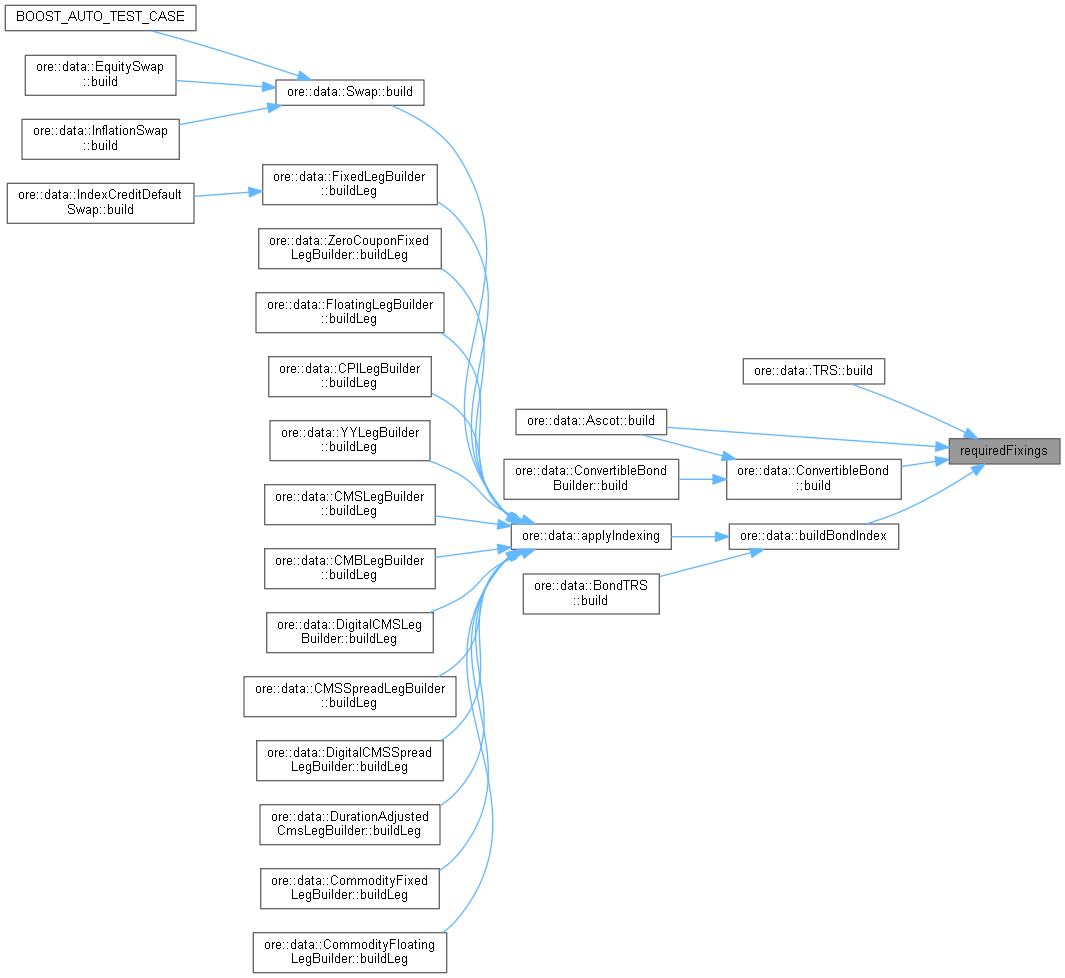 BOOST_AUTO_TEST_CASE
ore::data::EquitySwap
::build
ore::data::Swap::build
ore::data::InflationSwap
::build
ore::data::FixedLegBuilder
::buildLeg
ore::data::IndexCreditDefault
Swap::build
ore::data::ZeroCouponFixed
LegBuilder::buildLeg
ore::data::FloatingLegBuilder
::buildLeg
ore::data::CPILegBuilder
::buildLeg
ore::data::TRS::build
ore::data::Ascot::build
ore::data::YYLegBuilder
::buildLeg
requiredFixings
ore::data::ConvertibleBond
Builder::build
ore::data::ConvertibleBond
::build
ore::data::CMSLegBuilder
::buildLeg
ore::data::applyIndexing
ore::data::buildBondIndex
ore::data::CMBLegBuilder
::buildLeg
ore::data::BondTRS
::build
ore::data::DigitalCMSLeg
Builder::buildLeg
ore::data::CMSSpreadLegBuilder
::buildLeg
ore::data::DigitalCMSSpread
LegBuilder::buildLeg
ore::data::DurationAdjusted
CmsLegBuilder::buildLeg
ore::data::CommodityFixed
LegBuilder::buildLeg
ore::data::CommodityFloating
LegBuilder::buildLeg